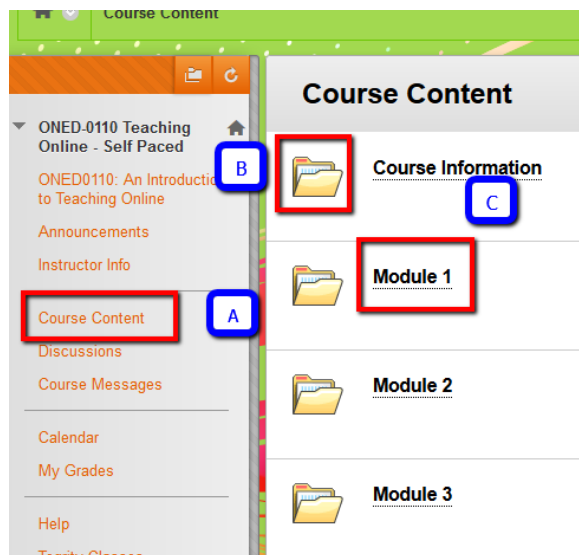 Course Content
ONED-0110 Teaching
Online - Self Paced
ONED0110: An Introductio
to Teaching Online
Announcements
Instructor Info
Course Content
Discussions
Course Messages
Calendar
My Grades
Help
Course Content
B
Course Information
C
Module 1
A
Module 2
Module 3